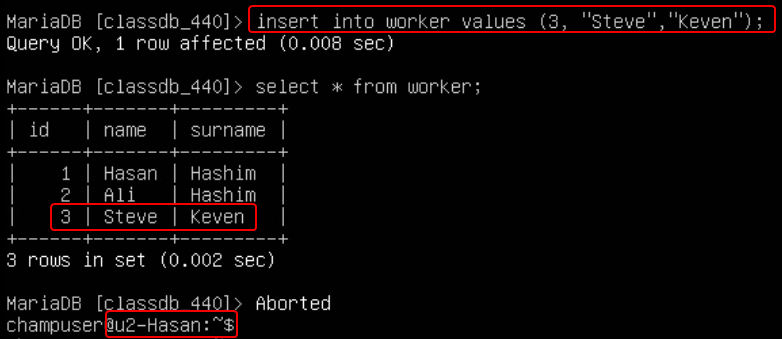 MariaDB [classdb_440]> insert into worker values (3, "Steve","Keven");
Query OK, 1 row affected (0.008 sec)
MariaDB [classdb_440]> select * from worker;
+------+-------+---------+
| id   | name  | surname |
+------+-------+---------+
|    1 | Hasan | Hashim  |
|    2 | Ali   | Hashim  |
|    3 | Steve | Keven   |
+------+-------+---------+
3 rows in set (0.002 sec)
MariaDB [classdb_440]> Aborted
champuser@u2-Hasan:~$